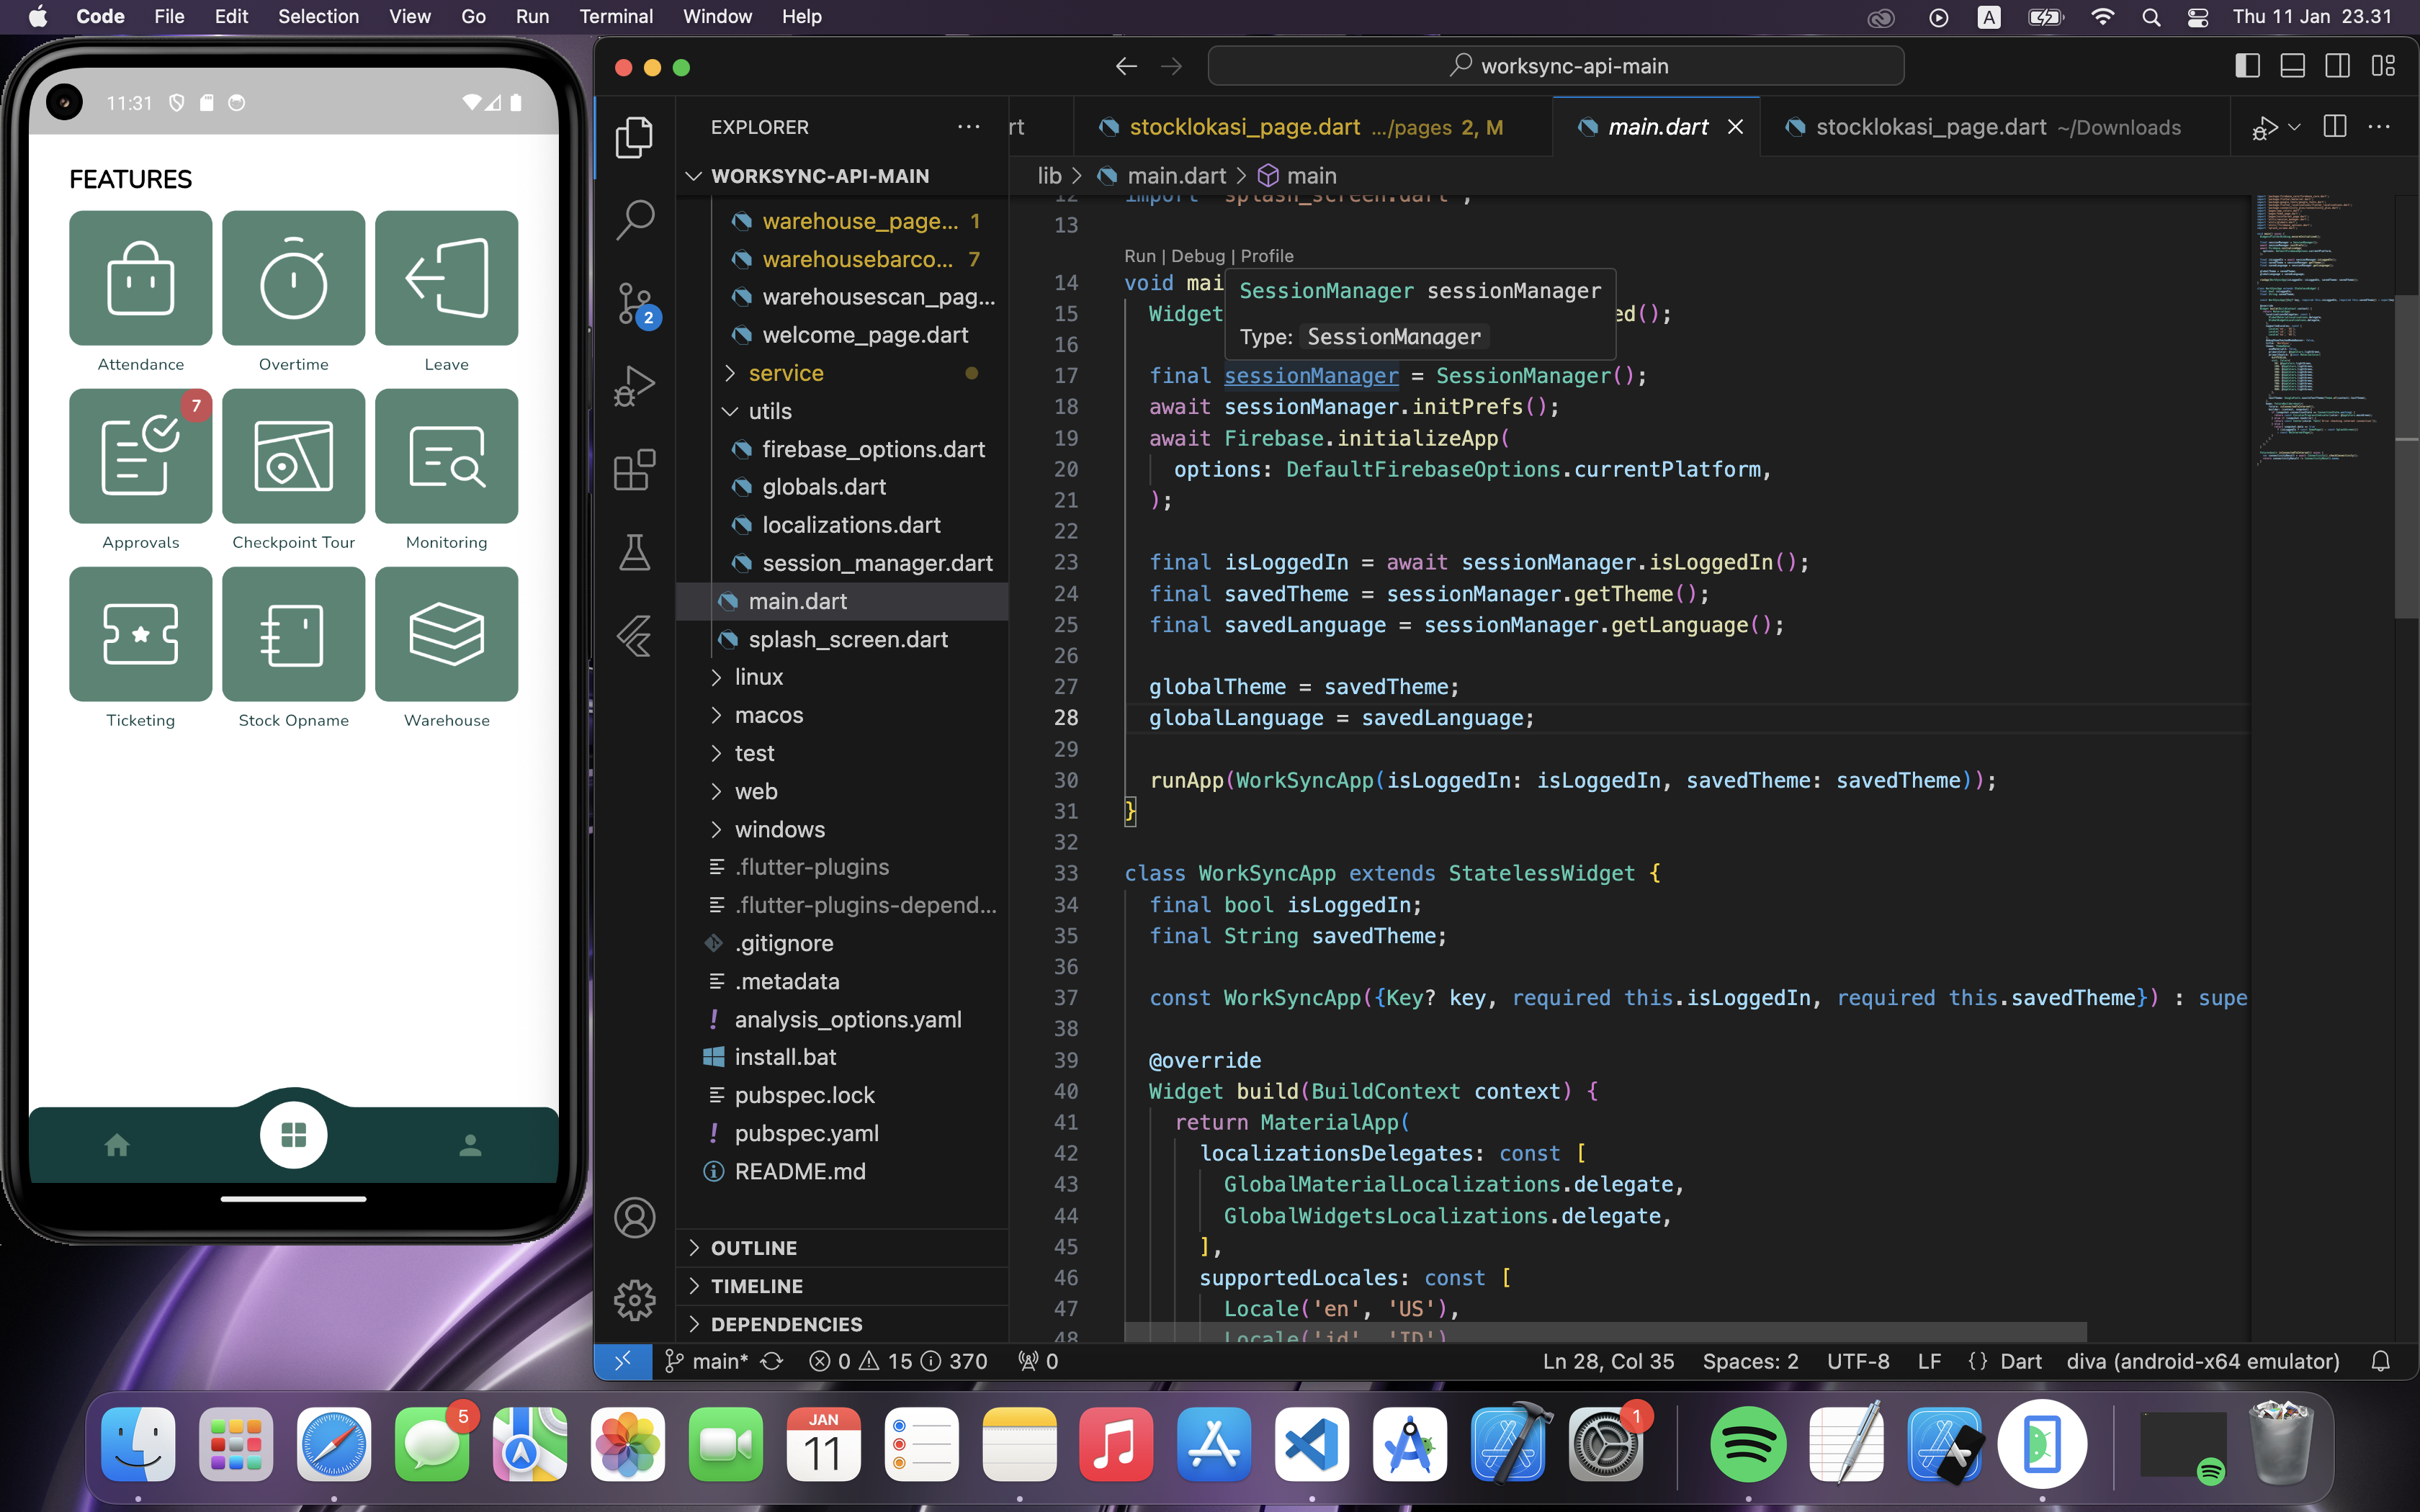 Code File Edit Selection View Go Run Terminal Window Help
A
Thu 11 Jan 23.31
11:31
FEATURES
Attendance
Overtime
Leave
7
Approvals
Checkpoint Tour
Monitoring
Ticketing
Stock Opname
Warehouse
worksync-api-main
EXPLORER
rt
stocklokasi_page.dart .../pages 2, M
main.dart
stocklokasi_page.dart ~/Downloads
2
WORKSYNC-API-MAIN
warehouse_page... 1
warehousebarco... 7
warehousescan_pag...
welcome_page.dart
service
utils
firebase_options.dart
globals.dart
localizations.dart
session_manager.dart
main.dart
splash_screen.dart
linux
macos
test
web
windows
.flutter-plugins
.flutter-plugins-depend...
.gitignore
.metadata
analysis_options.yaml
install.bat
pubspec.lock
pubspec.yaml
README.md
OUTLINE
TIMELINE
DEPENDENCIES
lib > main.dart > main
12 import 'splash_screen.dart';
13
Run | Debug | Profile
14 void mai
SessionManager sessionManager
Type: SessionManager
15 Widget ed();
16
17 final sessionManager = SessionManager();
18 await sessionManager.initPrefs();
19 await Firebase.initializeApp(
20 options: DefaultFirebaseOptions.currentPlatform,
21 );
22
23 final isLoggedIn = await sessionManager.isLoggedIn();
24 final savedTheme = sessionManager.getTheme();
25 final savedLanguage = sessionManager.getLanguage();
26
27 globalTheme = savedTheme;
28 globalLanguage = savedLanguage;
29
30 runApp(WorkSyncApp(isLoggedIn: isLoggedIn, savedTheme: savedTheme));
31 }
32
33 class WorkSyncApp extends StatelessWidget {
34 final bool isLoggedIn;
35 final String savedTheme;
36
37 const WorkSyncApp({Key? key, required this.isLoggedIn, required this.savedTheme}) : supe
38
39 @override
40 Widget build(BuildContext context) {
41 return MaterialApp(
42 localizationsDelegates: const [
43 GlobalMaterialLocalizations.delegate,
44 GlobalWidgetsLocalizations.delegate,
45 ],
46 supportedLocales: const [
47 Locale('en', 'US'),
48 Locale('id', 'ID')
main* 0 15 370 0
Ln 28, Col 35 Spaces: 2 UTF-8 LF {} Dart diva (android-x64 emulator)
5
JAN
11
1